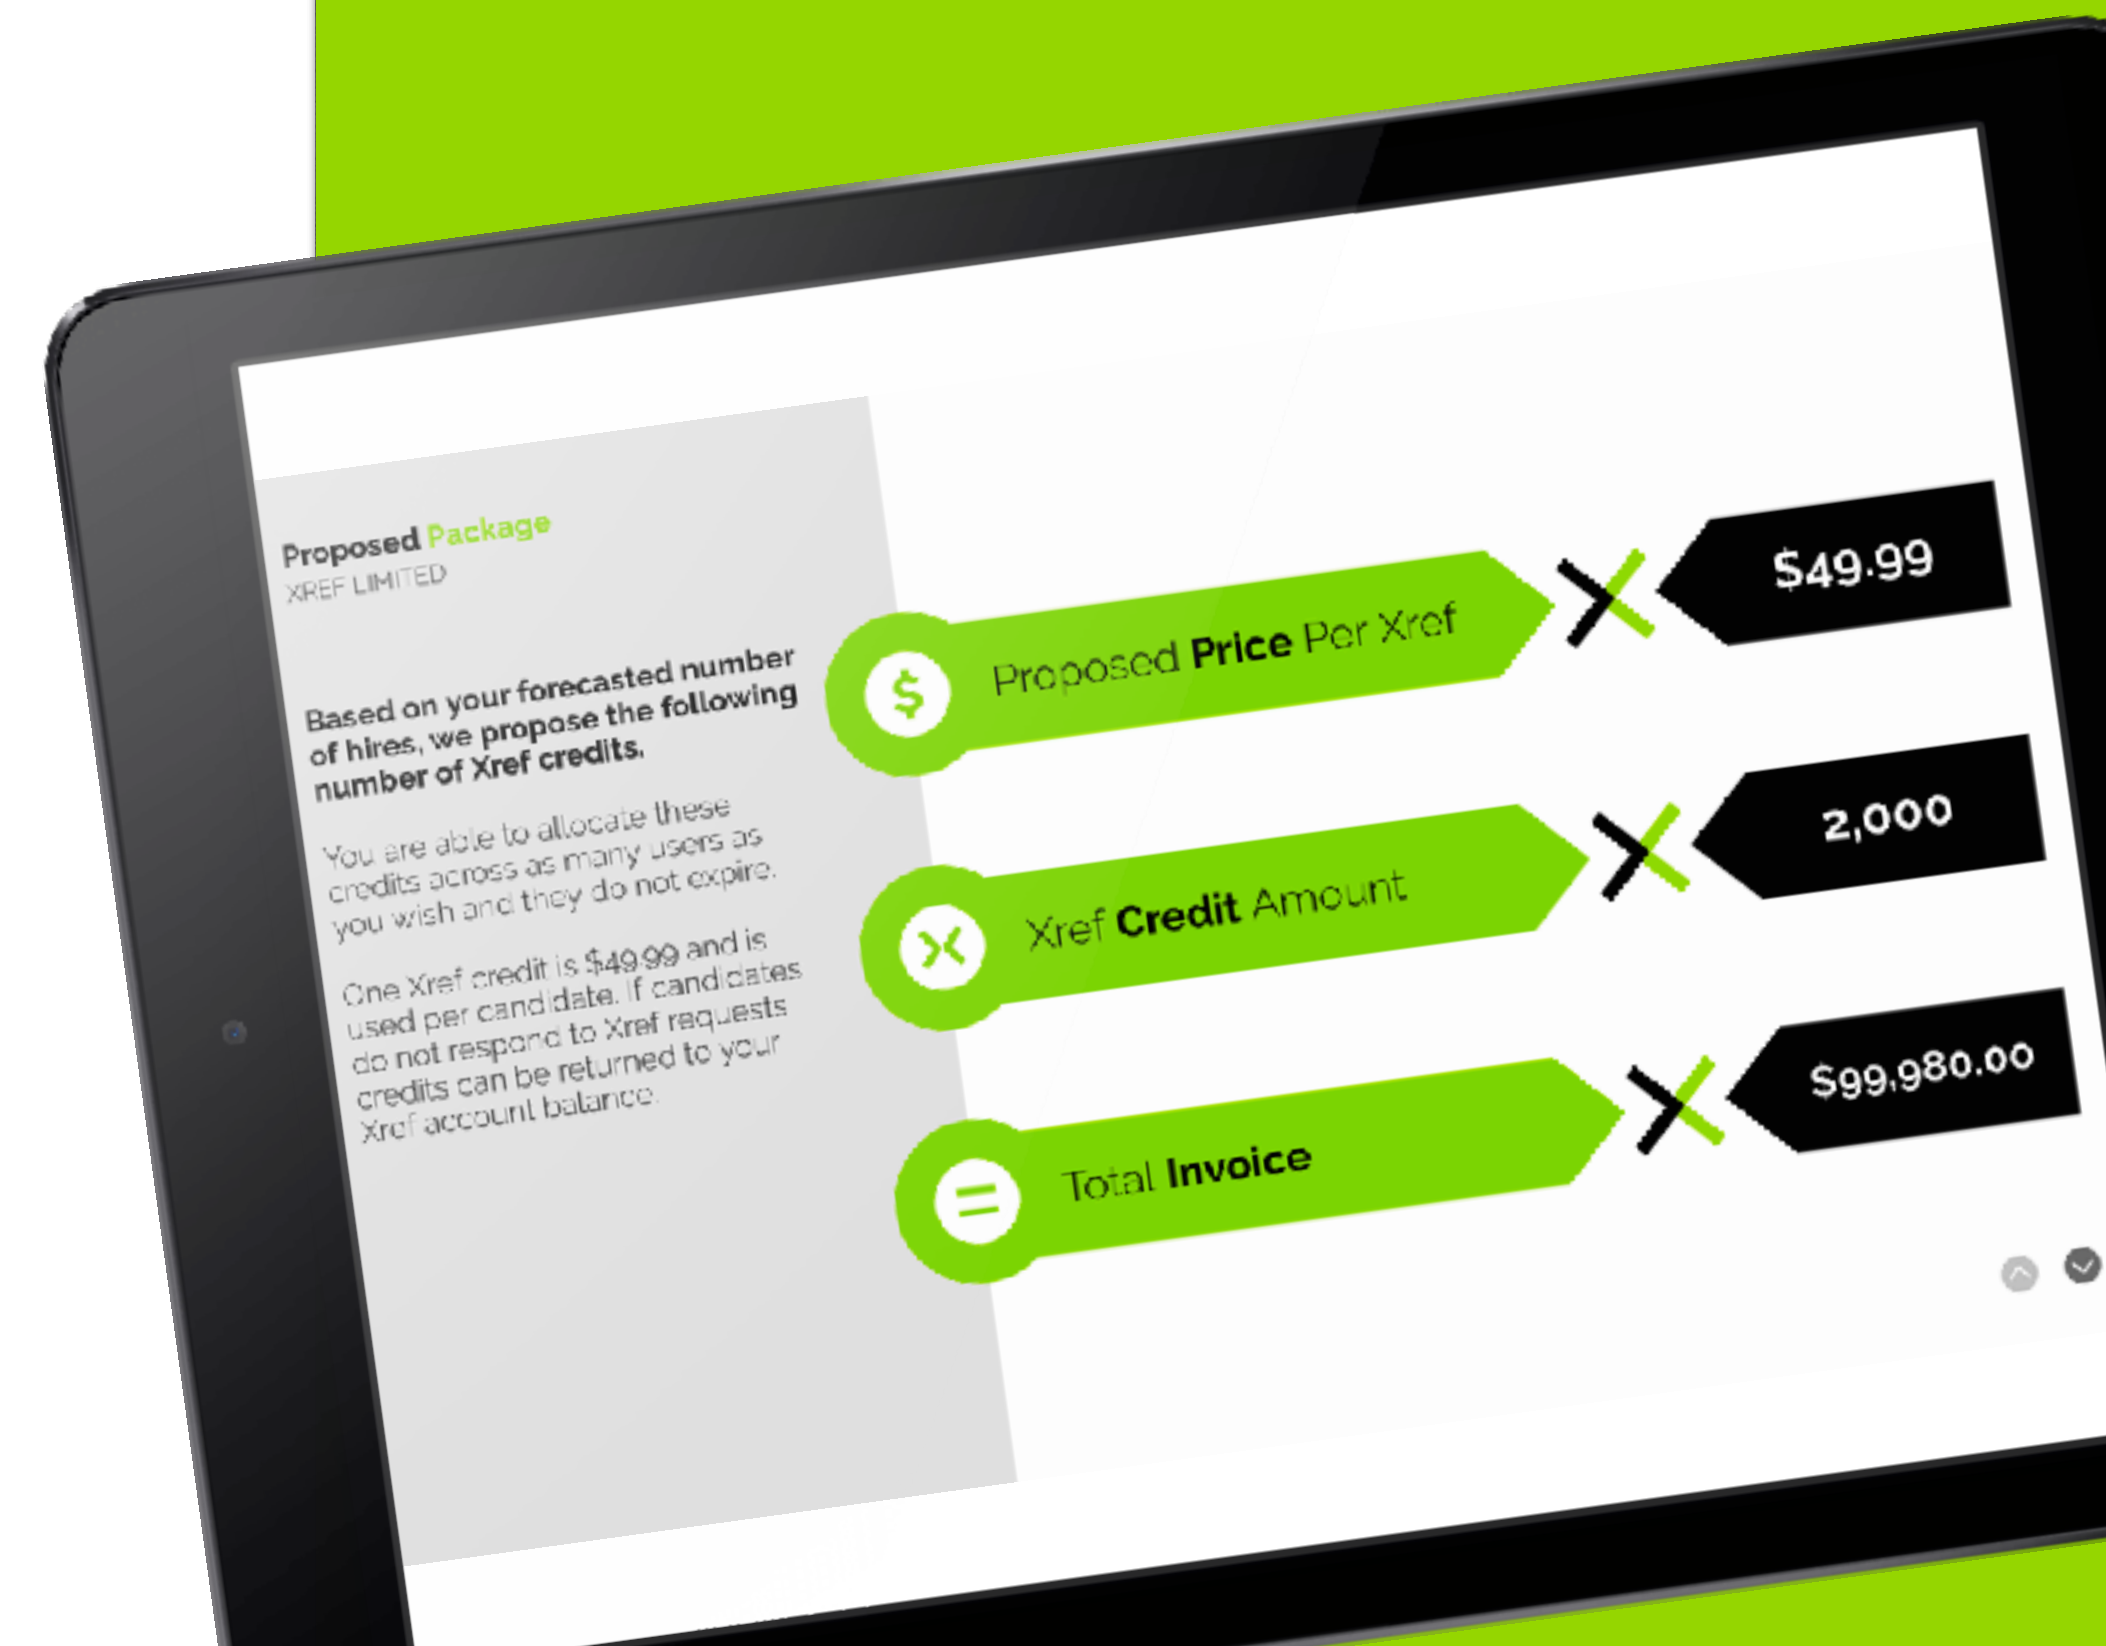 Proposed Package
XREF LIMITED
Based on your forecasted number
of hires, we propose the following
number of Xref credits.
You are able to allocate these
credits across as many users as
you wish and they do not expire.
One Xref credit is $49.99 and is
used per candidate. If candidates
do not respond to Xref requests
credits can be returned to your
Xref account balance.
$ Proposed Price Per Xref $49.99
Xref Credit Amount 2,000
= Total Invoice $99,980.00